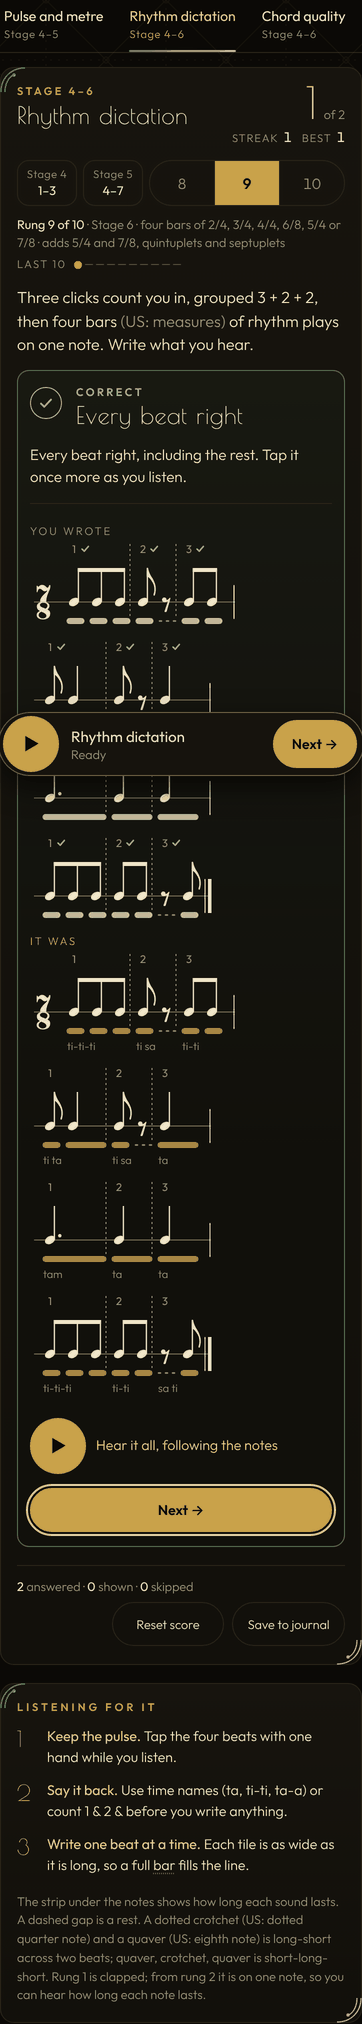 Pulse and metre Rhythm dictation Chord quality
Stage 4–5 Stage 4–6 Stage 4–6
STAGE 4–6
Rhythm dictation
1 of 2
STREAK 1 BEST 1
Stage 4 Stage 5
1–3 4–7 8 9 10
Rung 9 of 10 · Stage 6 · four bars of 2/4, 3/4, 4/4, 6/8, 5/4 or
7/8 · adds 5/4 and 7/8, quintuplets and septuplets
LAST 10
Three clicks count you in, grouped 3 + 2 + 2,
then four bars (US: measures) of rhythm plays
on one note. Write what you hear.
CORRECT
Every beat right
Every beat right, including the rest. Tap it
once more as you listen.
YOU WROTE
1 ✓ 2 ✓ 3 ✓
7
8
1 ✓ 2 ✓ 3 ✓
Rhythm dictation
Ready
Next →
1 ✓ 2 ✓ 3 ✓
IT WAS
1 2 3
7
8
ti-ti-ti ti sa ti-ti
1 2 3
ti ta ti sa ta
1 2 3
tam ta ta
1 2 3
ti-ti-ti ti-ti sa ti
Hear it all, following the notes
Next →
2 answered · 0 shown · 0 skipped
Reset score Save to journal
LISTENING FOR IT
1 Keep the pulse. Tap the four beats with one
hand while you listen.
2 Say it back. Use time names (ta, ti-ti, ta-a) or
count 1 & 2 & before you write anything.
3 Write one beat at a time. Each tile is as wide as
it is long, so a full bar fills the line.
The strip under the notes shows how long each sound lasts.
A dashed gap is a rest. A dotted crotchet (US: dotted
quarter note) and a quaver (US: eighth note) is long-short
across two beats; quaver, crotchet, quaver is short-long-
short. Rung 1 is clapped; from rung 2 it is on one note, so you
can hear how long each note lasts.